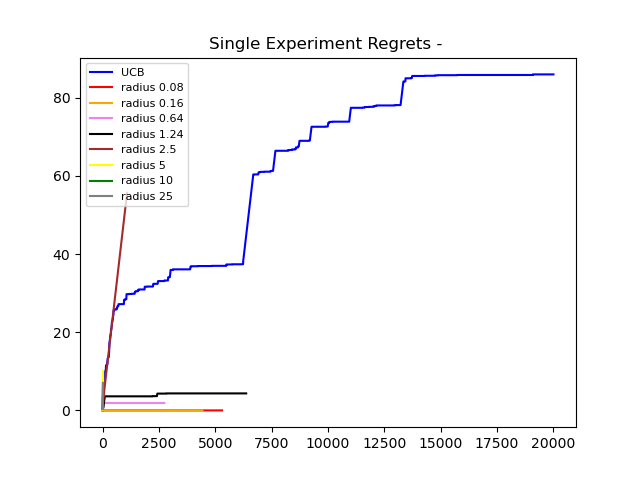 Single Experiment Regrets -
UCB
radius 0.08
radius 0.16
radius 0.64
radius 1.24
radius 2.5
radius 5
radius 10
radius 25
80
60
40
20
0
0 2500 5000 7500 10000 12500 15000 17500 20000